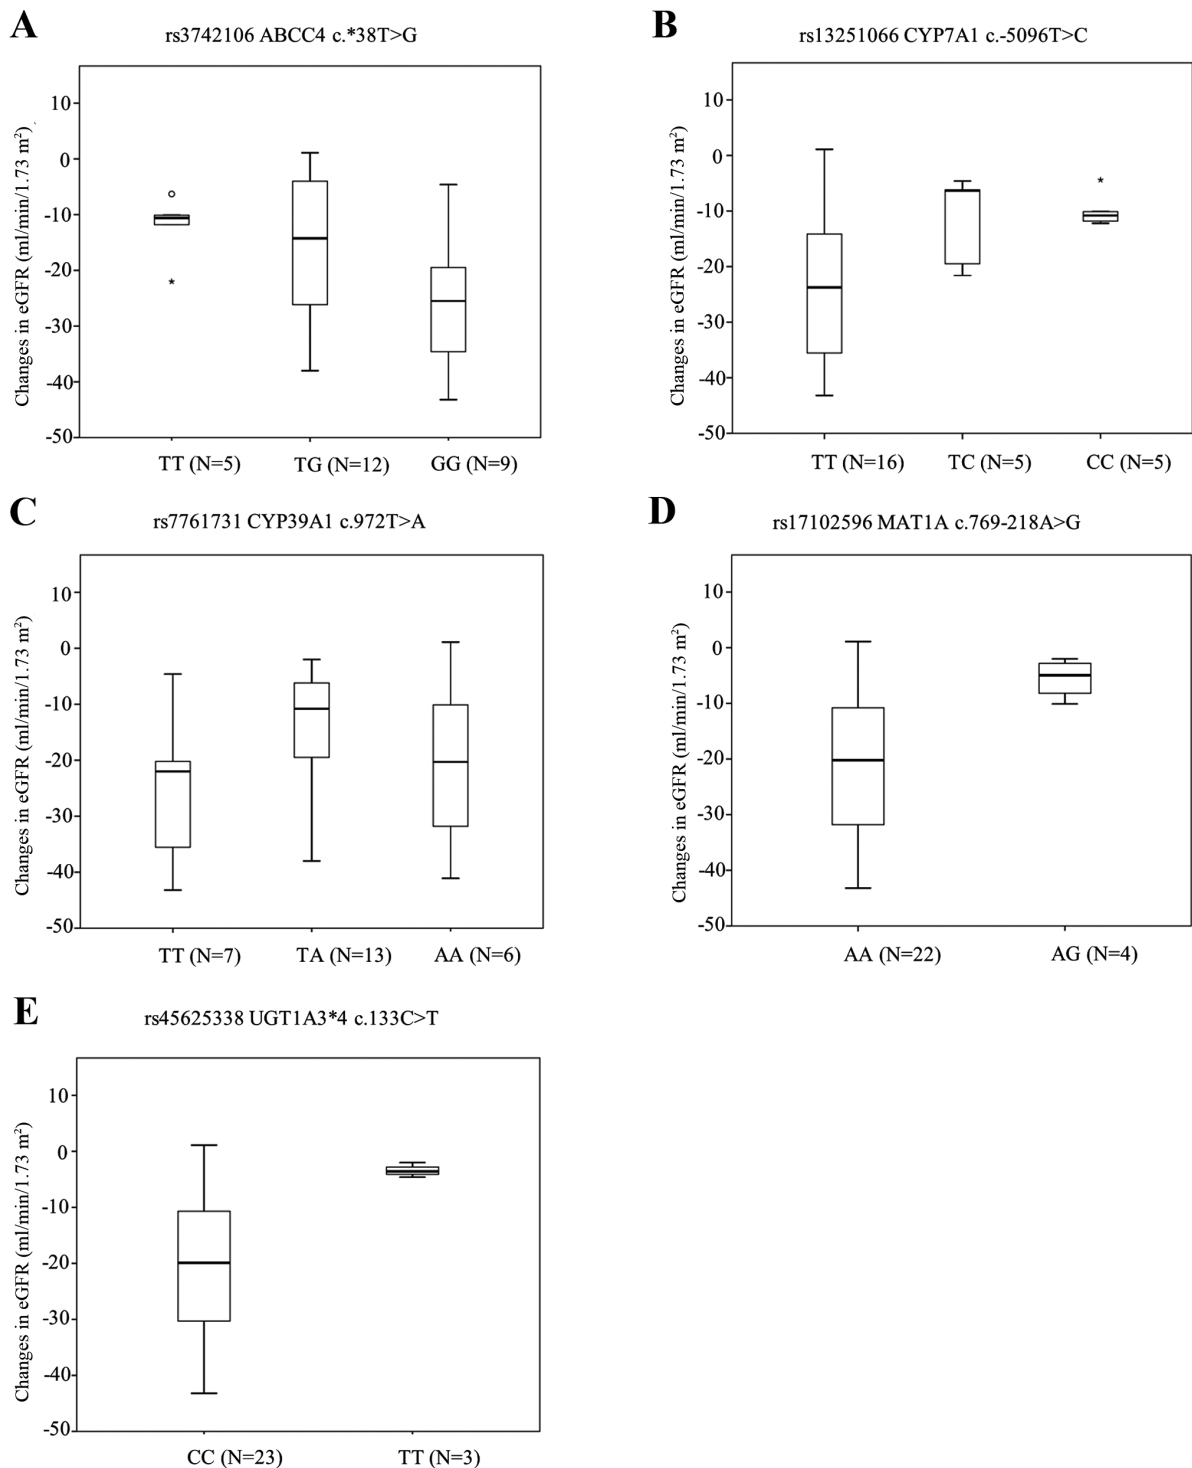 A
rs3742106 ABCC4 c.*38T>G
Changes in eGFR (ml/min/1.73 m²)
10
0
-10
-20
-30
-40
-50
TT (N=5) TG (N=12) GG (N=9)
B
rs13251066 CYP7A1 c.-5096T>C
Changes in eGFR (ml/min/1.73 m²)
10
0
-10
-20
-30
-40
-50
TT (N=16) TC (N=5) CC (N=5)
C
rs7761731 CYP39A1 c.972T>A
Changes in eGFR (ml/min/1.73 m²)
10
0
-10
-20
-30
-40
-50
TT (N=7) TA (N=13) AA (N=6)
D
rs17102596 MAT1A c.769-218A>G
Changes in eGFR (ml/min/1.73 m²)
10
0
-10
-20
-30
-40
-50
AA (N=22) AG (N=4)
E
rs45625338 UGT1A3*4 c.133C>T
Changes in eGFR (ml/min/1.73 m²)
10
0
-10
-20
-30
-40
-50
CC (N=23) TT (N=3)